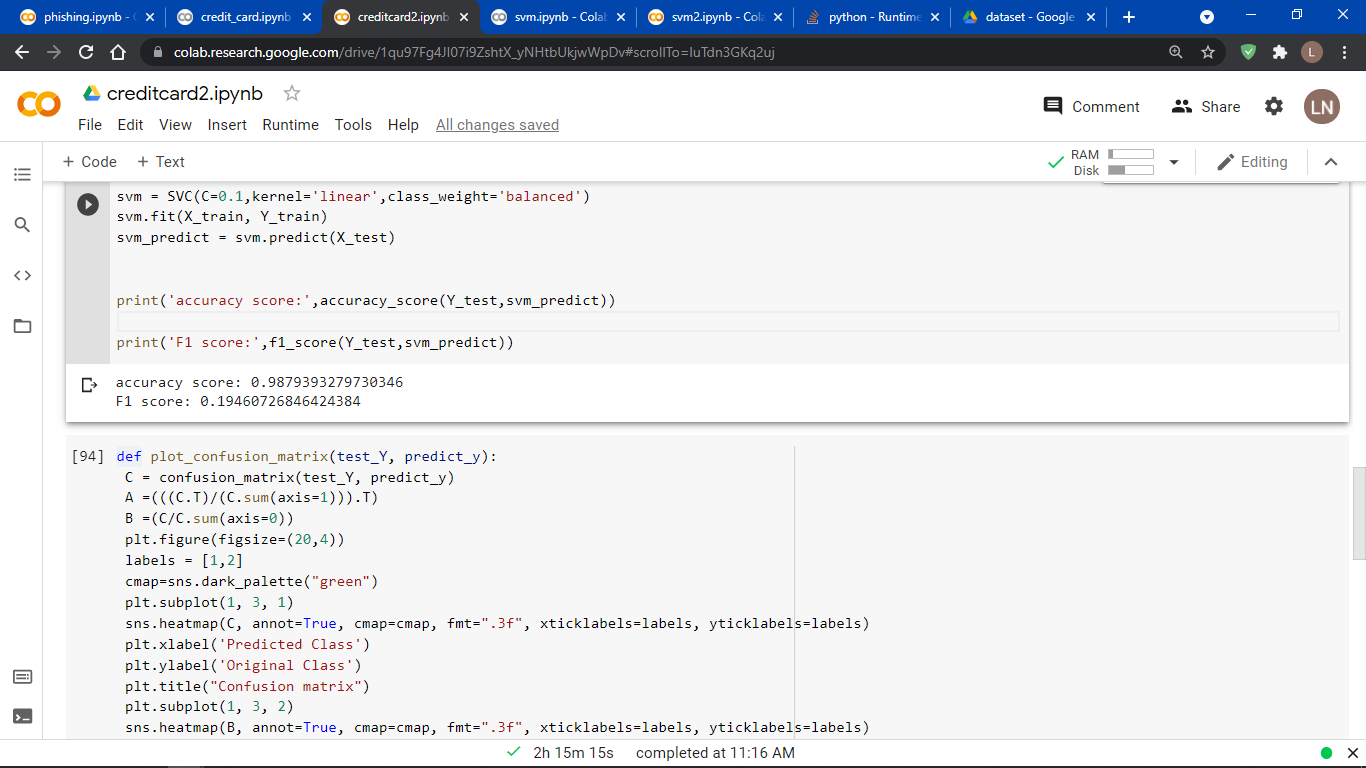 phishing.ipynb - C
credit_card.ipynb
creditcard2.ipynb
svm.ipynb - Colab
svm2.ipynb - Cola
python - Runtime
dataset - Google
colab.research.google.com/drive/1qu97Fg4Jl07i9ZshtX_yNHtbUkjwWpDv#scrollTo=IuTdn3GKq2uj
L
CO
creditcard2.ipynb
Comment
Share
LN
File Edit View Insert Runtime Tools Help All changes saved
+ Code + Text
RAM
Disk
Editing
svm = SVC(C=0.1,kernel='linear',class_weight='balanced')
svm.fit(X_train, Y_train)
svm_predict = svm.predict(X_test)
print('accuracy score:',accuracy_score(Y_test,svm_predict))
print('F1 score:',f1_score(Y_test,svm_predict))
accuracy score: 0.9879393279730346
F1 score: 0.19460726846424384
[94] def plot_confusion_matrix(test_Y, predict_y):
C = confusion_matrix(test_Y, predict_y)
A =(((C.T)/(C.sum(axis=1))).T)
B =(C/C.sum(axis=0))
plt.figure(figsize=(20,4))
labels = [1,2]
cmap=sns.dark_palette("green")
plt.subplot(1, 3, 1)
sns.heatmap(C, annot=True, cmap=cmap, fmt=".3f", xticklabels=labels, yticklabels=labels)
plt.xlabel('Predicted Class')
plt.ylabel('Original Class')
plt.title("Confusion matrix")
plt.subplot(1, 3, 2)
sns.heatmap(B, annot=True, cmap=cmap, fmt=".3f", xticklabels=labels, yticklabels=labels)
2h 15m 15s completed at 11:16 AM